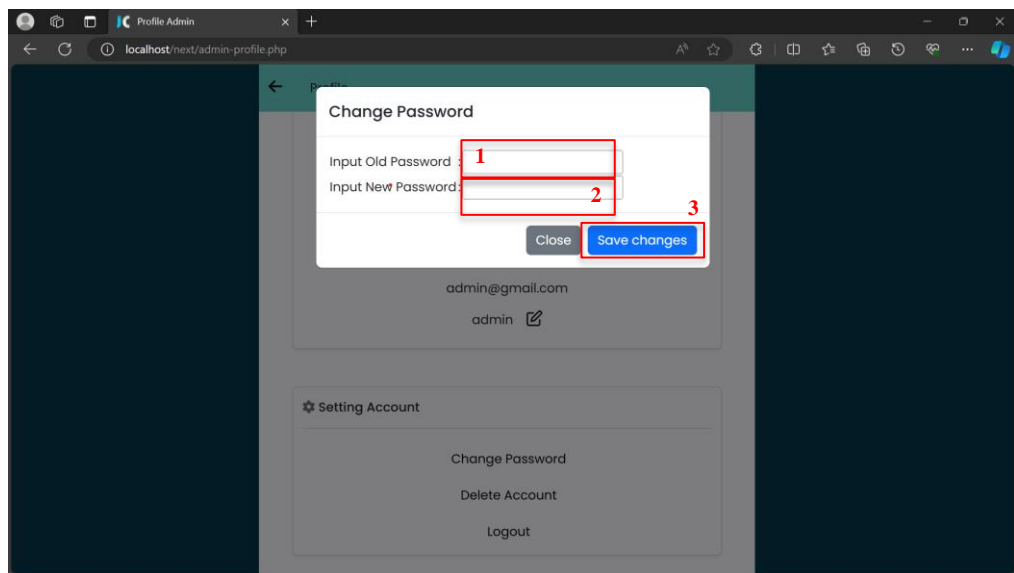 Profile Admin
localhost/next/admin-profile.php
Profile
Change Password
Input Old Password : 1
Input New Password: 2
3
Close Save changes
admin@gmail.com
admin
Setting Account
Change Password
Delete Account
Logout